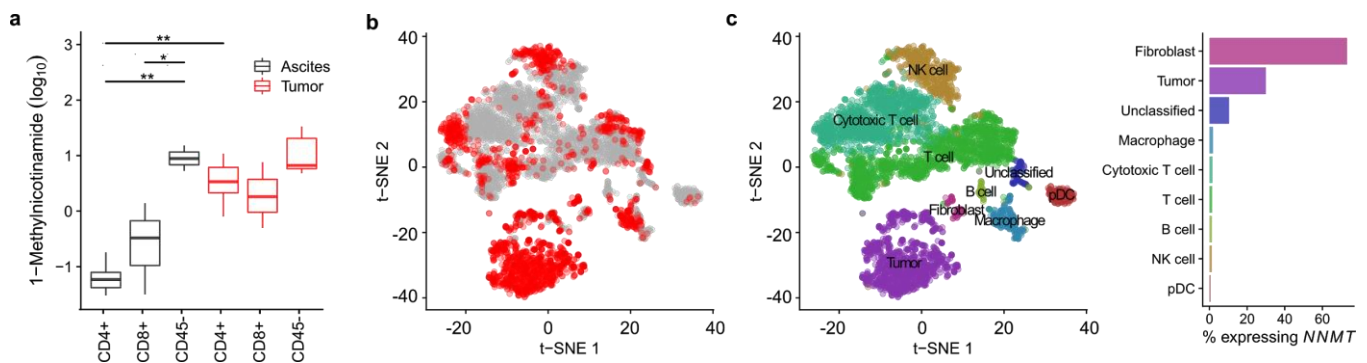 a
1−Methylnicotinamide (log10)
3
2
1
0
−1
**
*
**
Ascites
Tumor
CD4+
CD8+
CD45-
CD4+
CD8+
CD45-
b
t−SNE 2
40
20
0
-20
-40
-20
0
20
40
t−SNE 1
c
t−SNE 2
40
20
0
-20
-40
NK cell
Cytotoxic T cell
T cell
Unclassified
B cell
pDC
Fibroblast
Macrophage
Tumor
-20
0
20
40
t−SNE 1
Fibroblast
Tumor
Unclassified
Macrophage
Cytotoxic T cell
T cell
B cell
NK cell
pDC
0
20
40
60
% expressing NNMT